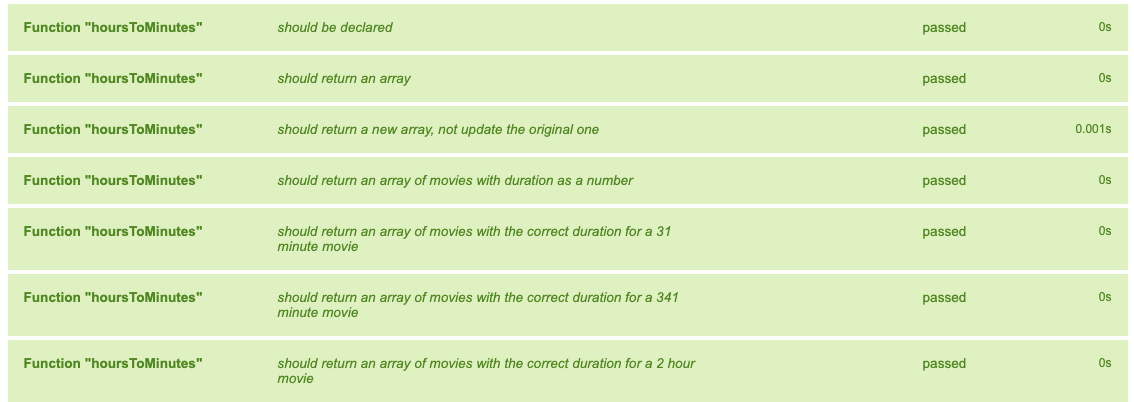 Function "hoursToMinutes" should be declared passed 0s
Function "hoursToMinutes" should return an array passed 0s
Function "hoursToMinutes" should return a new array, not update the original one passed 0.001s
Function "hoursToMinutes" should return an array of movies with duration as a number passed 0s
Function "hoursToMinutes" should return an array of movies with the correct duration for a 31 passed 0s
minute movie
Function "hoursToMinutes" should return an array of movies with the correct duration for a 341 passed 0s
minute movie
Function "hoursToMinutes" should return an array of movies with the correct duration for a 2 hour passed 0s
movie